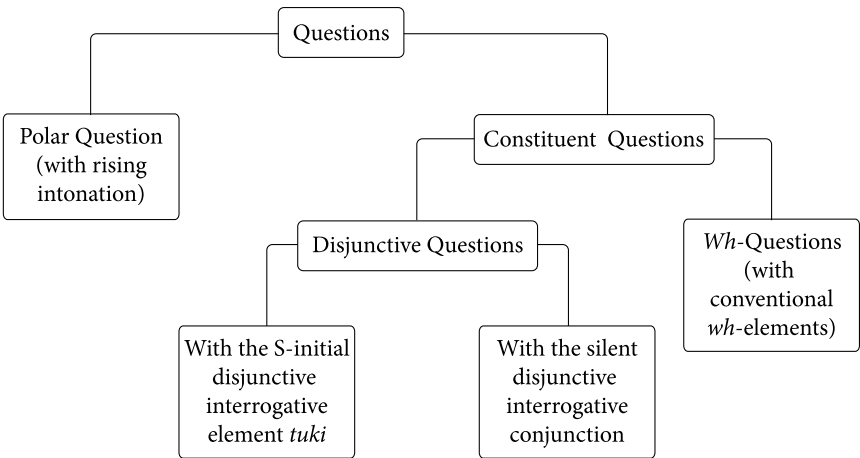 Questions
Polar Question
(with rising
intonation)
Constituent Questions
Disjunctive Questions
Wh-Questions
(with
conventional
wh-elements)
With the S-initial
disjunctive
interrogative
element tuki
With the silent
disjunctive
interrogative
conjunction